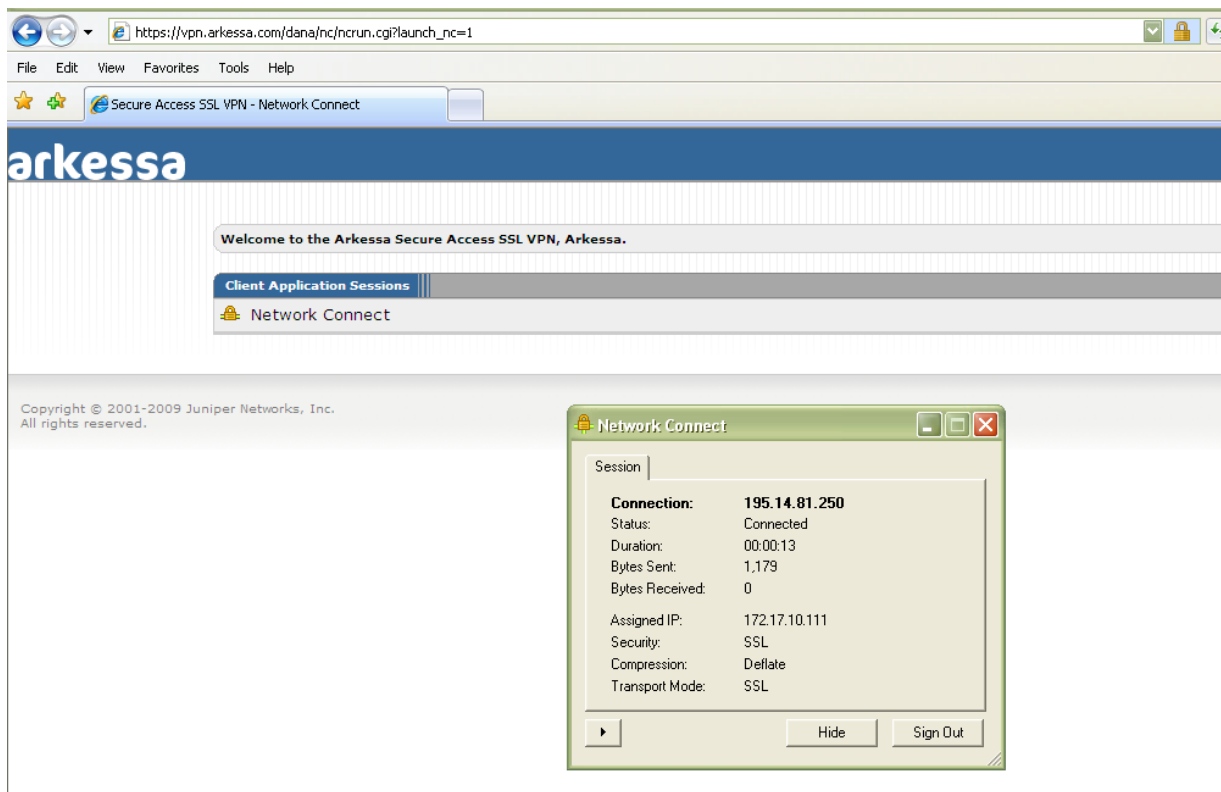 https://vpn.arkessa.com/dana/nc/ncrun.cgi?launch_nc=1
File Edit View Favorites Tools Help
Secure Access SSL VPN - Network Connect
arkessa
Welcome to the Arkessa Secure Access SSL VPN, Arkessa.
Client Application Sessions
Network Connect
Copyright © 2001-2009 Juniper Networks, Inc.
All rights reserved.
Network Connect
Session
Connection: 195.14.81.250
Status: Connected
Duration: 00:00:13
Bytes Sent: 1,179
Bytes Received: 0
Assigned IP: 172.17.10.111
Security: SSL
Compression: Deflate
Transport Mode: SSL
Hide Sign Out